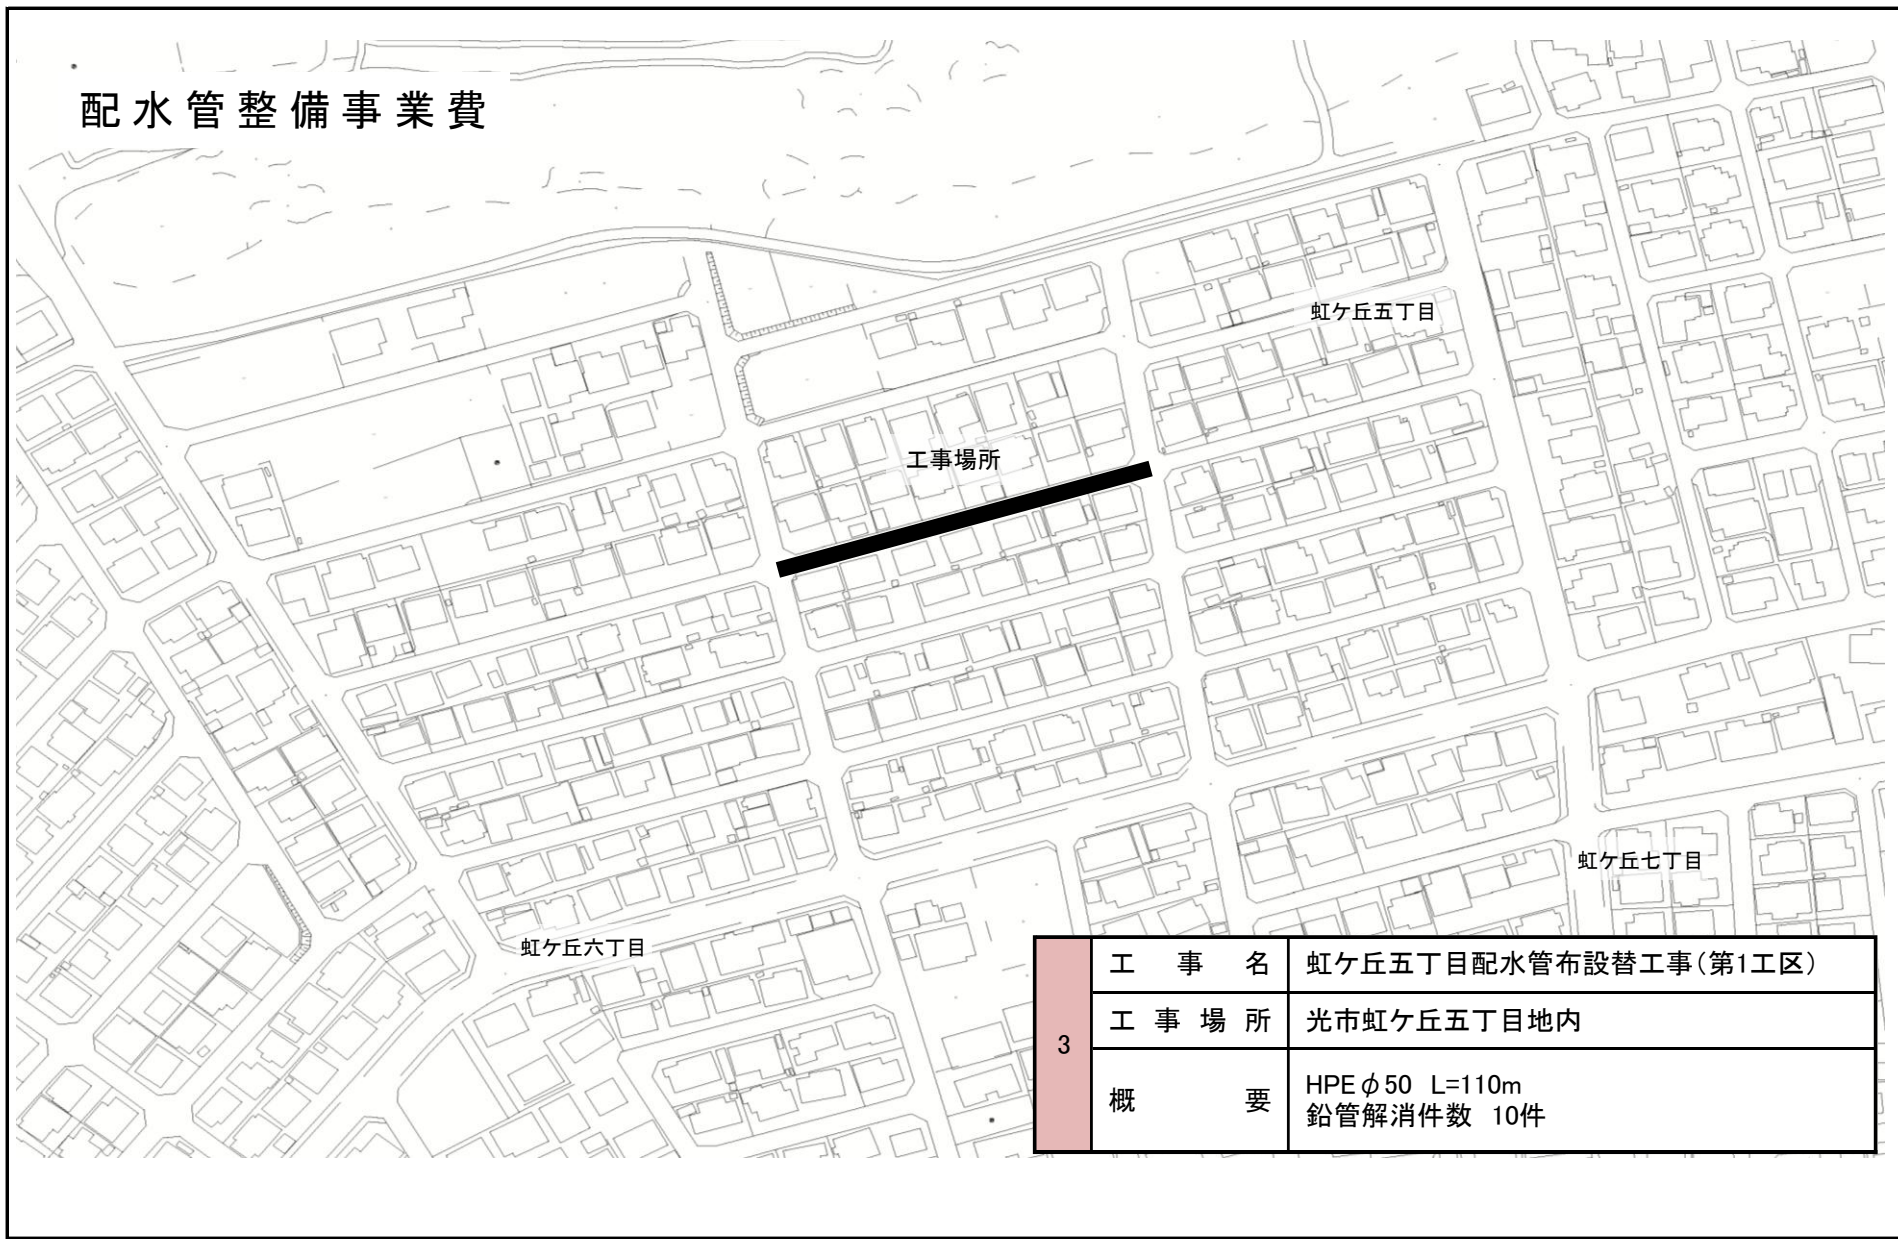 配水管整備事業費
虹ケ丘五丁目
工事場所
虹ケ丘七丁目
虹ケ丘六丁目
3
工事名 虹ケ丘五丁目配水管布設替工事(第1工区)
工事場所 光市虹ケ丘五丁目地内
概要 HPEφ50 L=110m
鉛管解消件数 10件